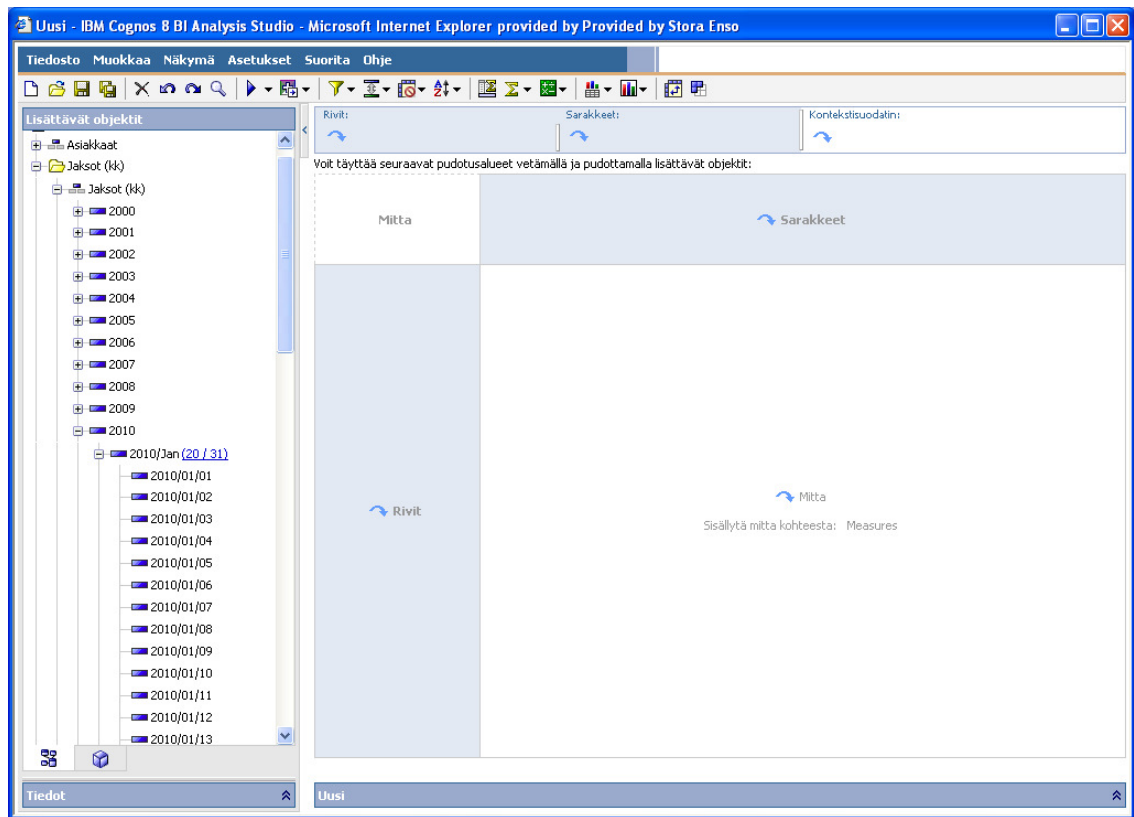 Uusi - IBM Cognos 8 BI Analysis Studio - Microsoft Internet Explorer provided by Provided by Stora Enso
Tiedosto Muokkaa Näkymä Asetukset Suorita Ohje
Lisättävät objektit
Asiakkaat
Jaksot (kk)
Jaksot (kk)
2000
2001
2002
2003
2004
2005
2006
2007
2008
2009
2010
2010/Jan (20 / 31)
2010/01/01
2010/01/02
2010/01/03
2010/01/04
2010/01/05
2010/01/06
2010/01/07
2010/01/08
2010/01/09
2010/01/10
2010/01/11
2010/01/12
2010/01/13
Tiedot
Rivit: Sarakkeet: Kontekstisuodatin:
Voit täyttää seuraavat pudotusalueet vetämällä ja pudottamalla lisättävät objektit:
Mitta
Sarakkeet
Rivit
Mitta
Sisällytä mitta kohteesta: Measures
Uusi